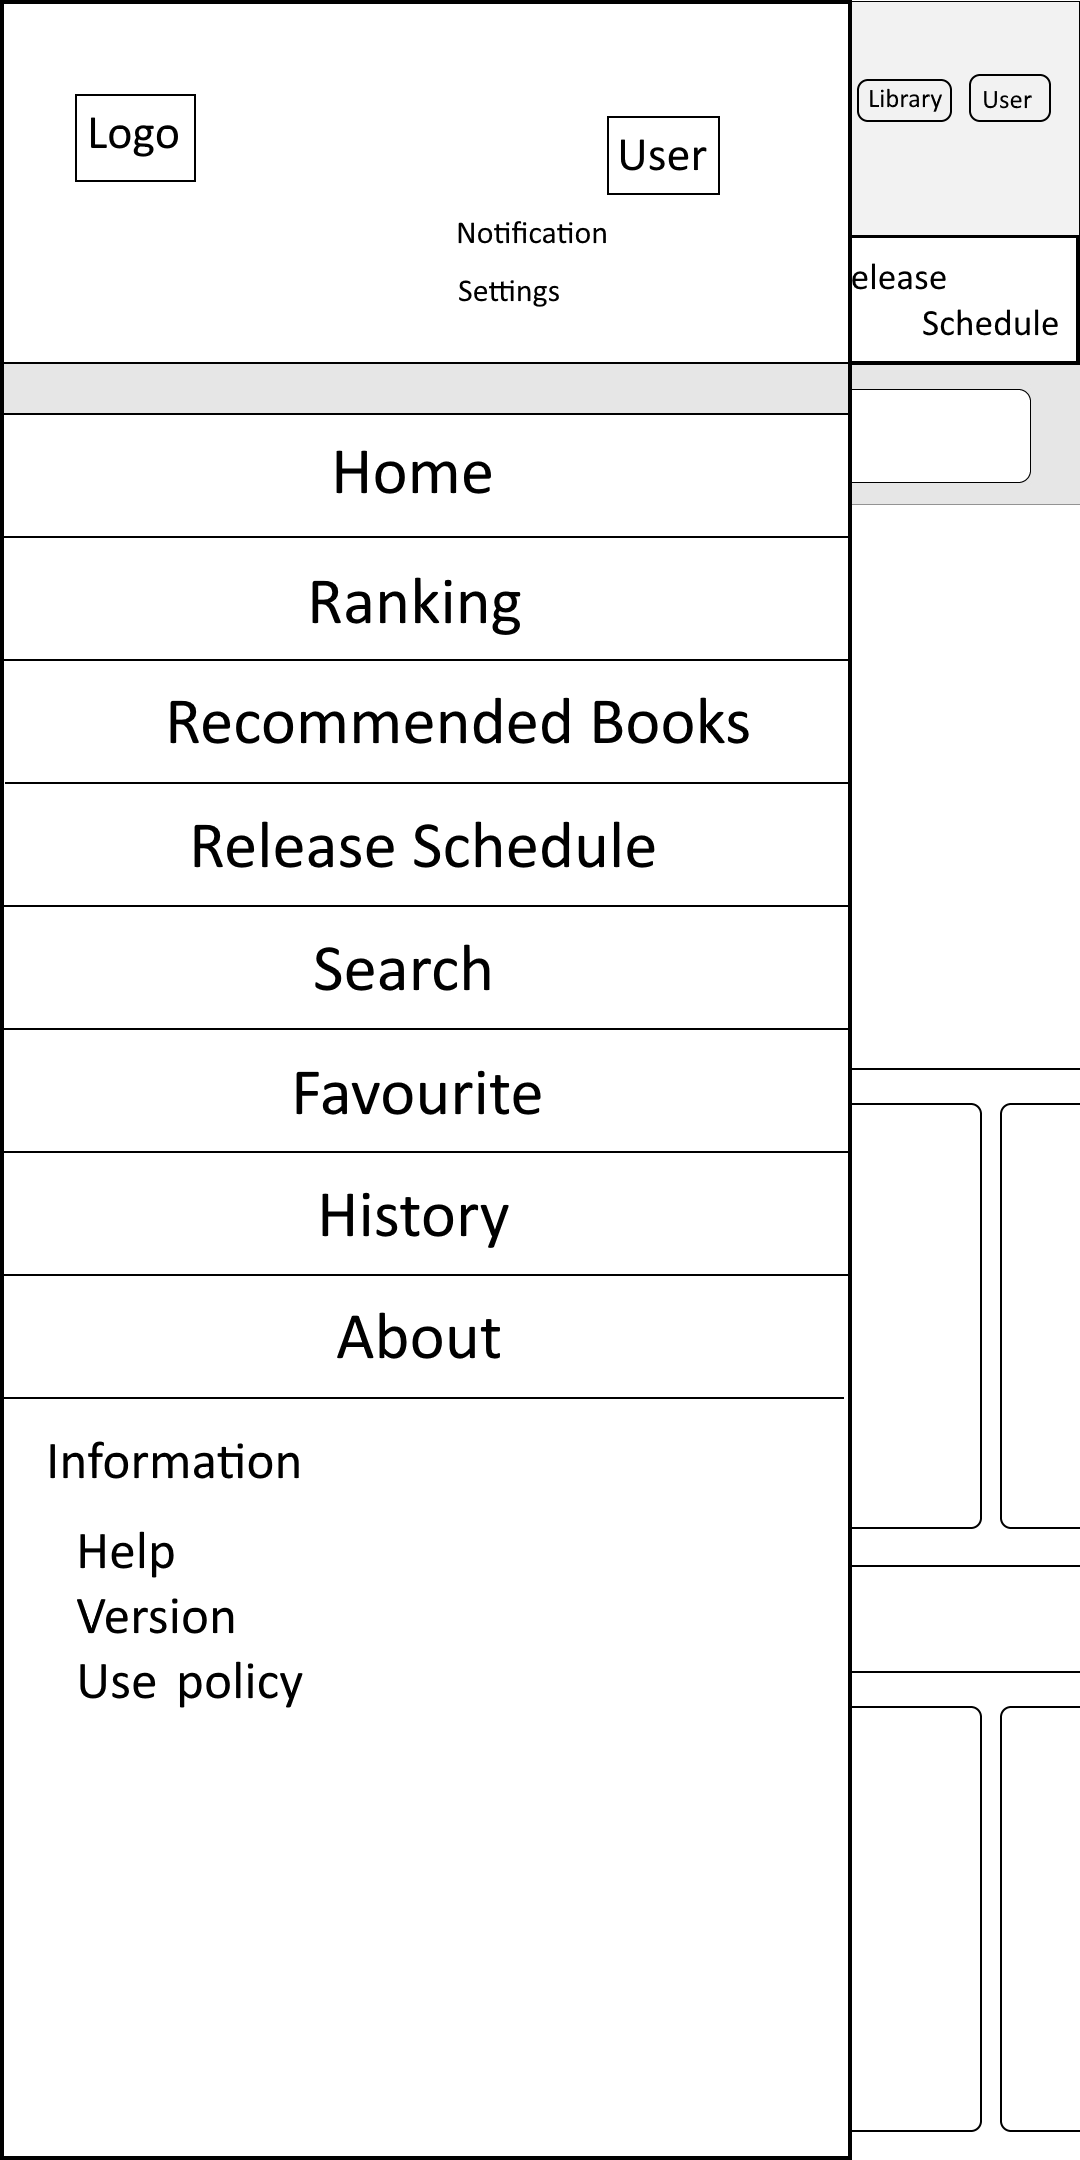 Logo
User
Library
User
Notification
Settings
elease
Schedule
Home
Ranking
Recommended Books
Release Schedule
Search
Favourite
History
About
Information
Help
Version
Use policy